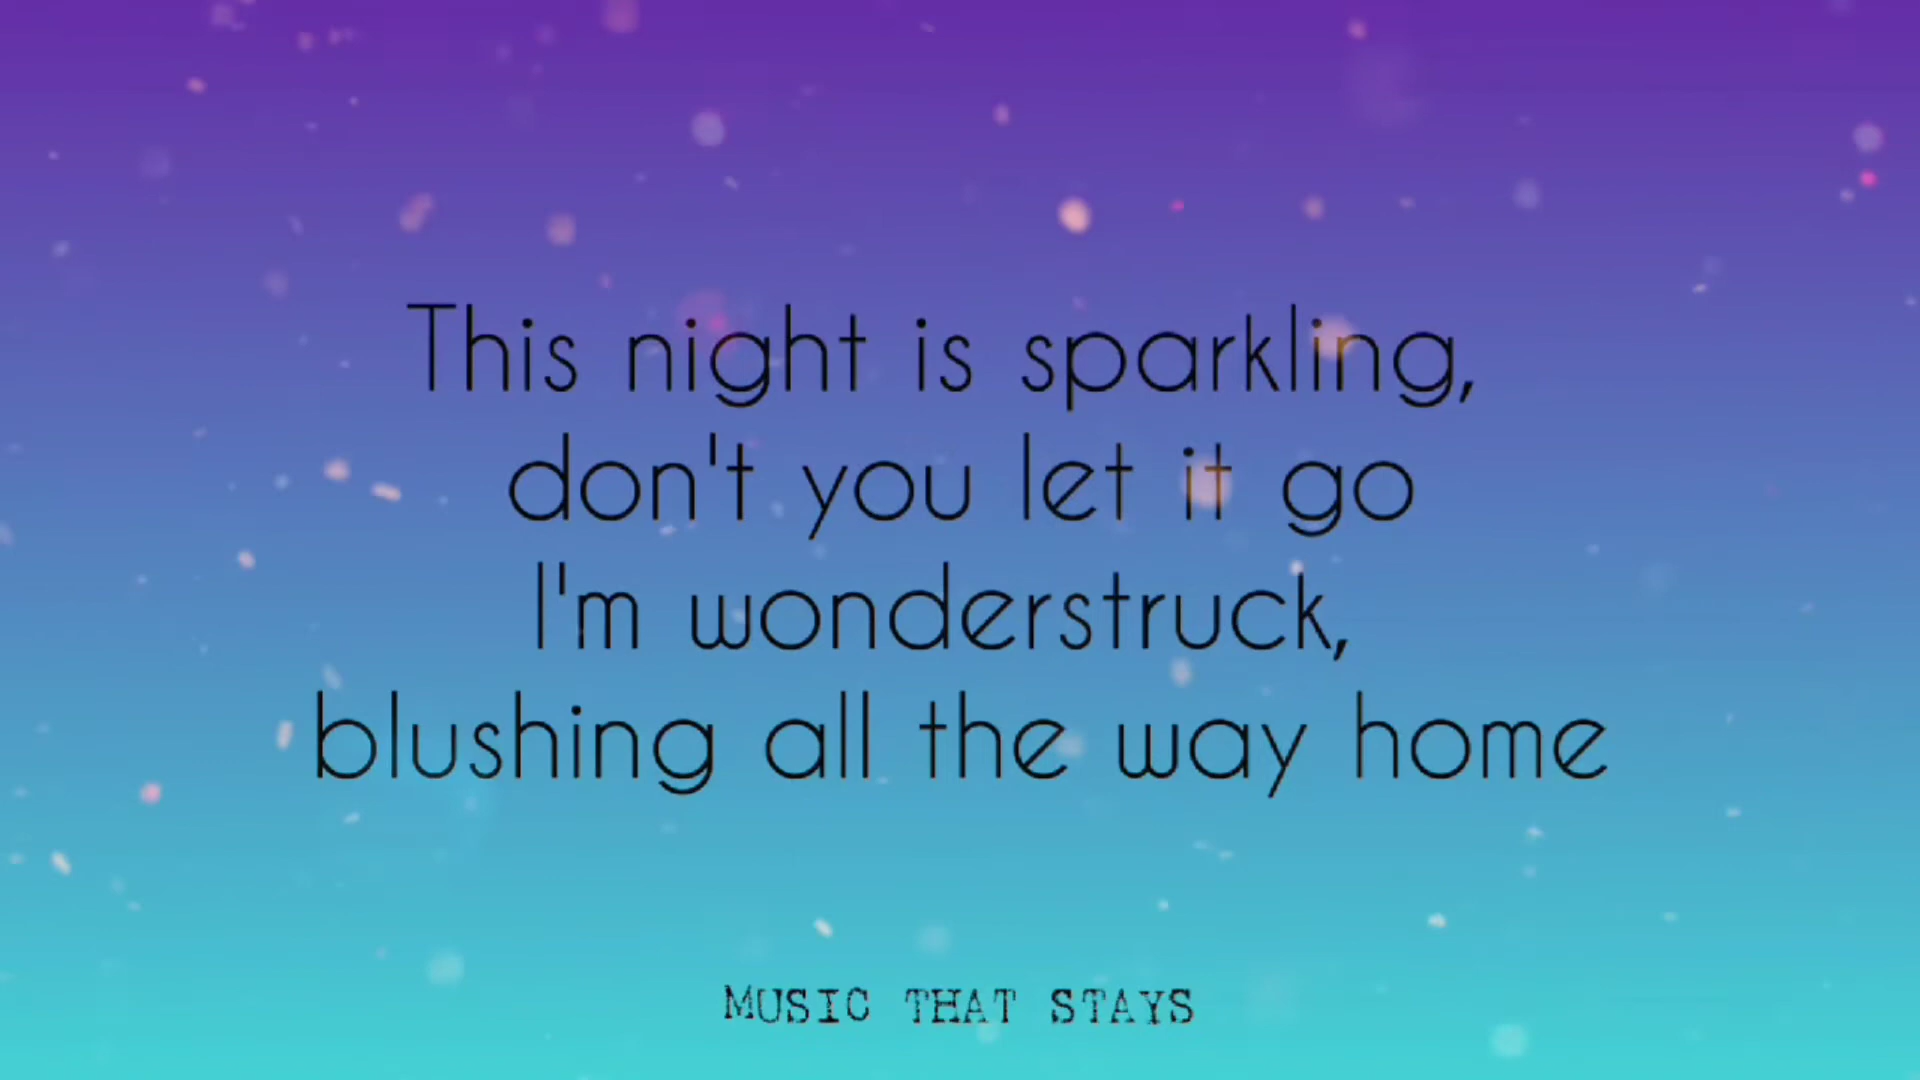 This night is sparkling,
don't you let it go
I'm wonderstruck,
blushing all the way home
MUSIC THAT STAYS